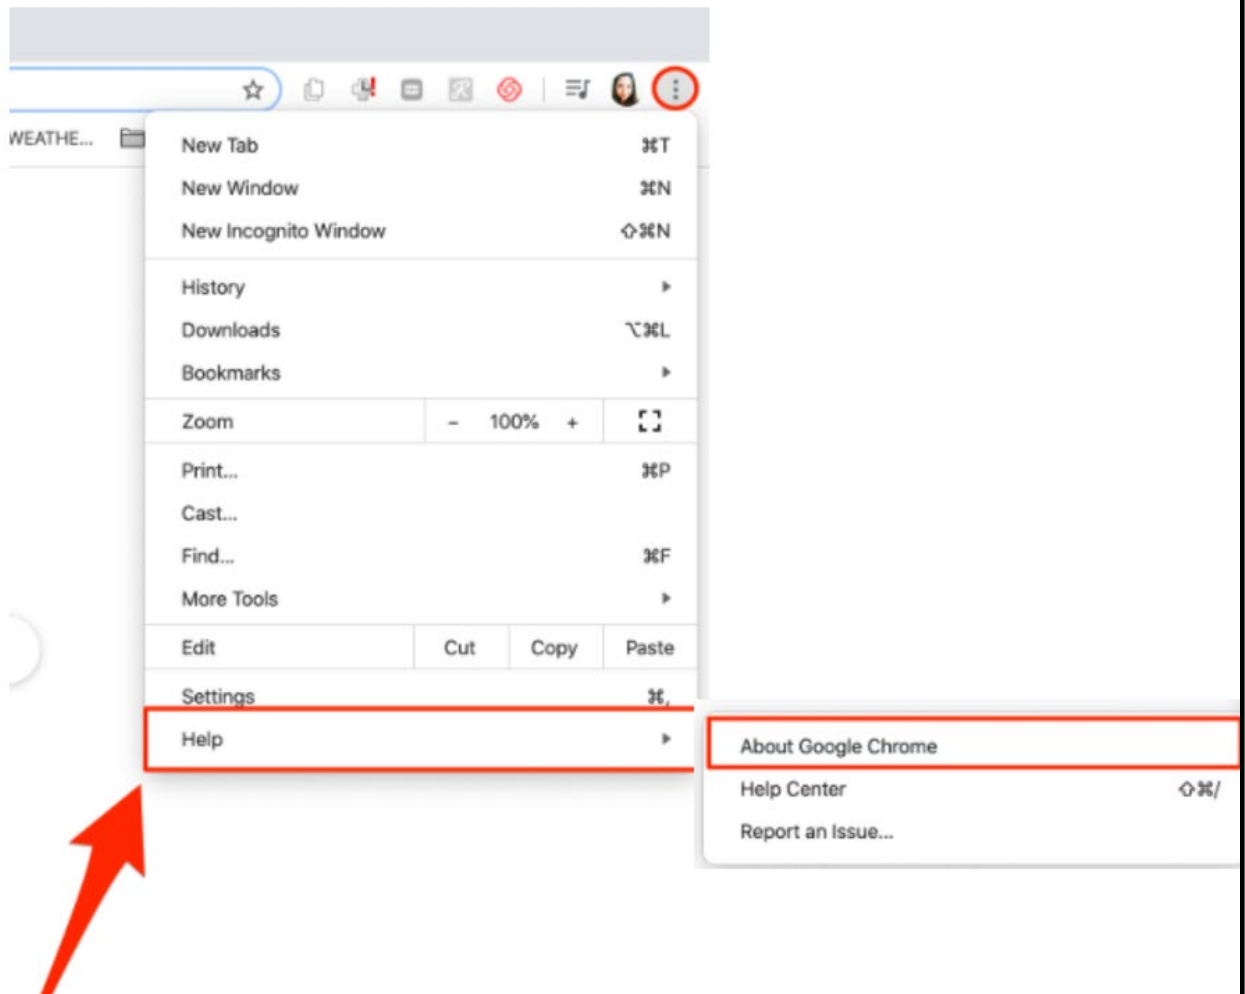 WEATHE...
New Tab ⌘T
New Window ⌘N
New Incognito Window ⇧⌘N
History
Downloads ⌥⌘L
Bookmarks
Zoom - 100% +
Print... ⌘P
Cast...
Find... ⌘F
More Tools
Edit Cut Copy Paste
Settings ⌘,
Help
About Google Chrome
Help Center ⇧⌘/
Report an Issue...